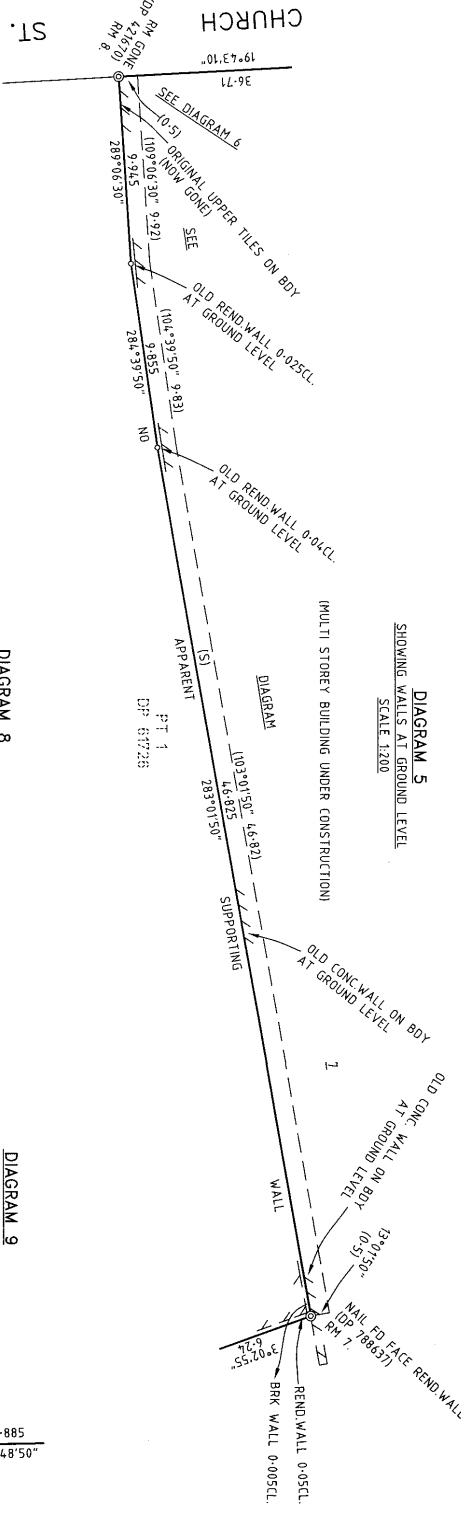 CHURCH
ST.
19°43'10"
36·71
RM GONE
(DP 421670)
RM 8.
SEE DIAGRAM 6
(0·5)
ORIGINAL UPPER TILES ON BDY
(NOW GONE)
(109°06'30" 9·92)
9·945
289°06'30"
SEE
OLD REND.WALL 0·025CL.
AT GROUND LEVEL
(104°39'50" 9·83)
9·855
284°39'50"
NO
OLD REND.WALL 0·04CL.
AT GROUND LEVEL
DIAGRAM 5
SHOWING WALLS AT GROUND LEVEL
SCALE 1:200
(MULTI STOREY BUILDING UNDER CONSTRUCTION)
DIAGRAM
(S)
APPARENT
PT 1
DP 61726
(103°01'50" 46·82)
46·825
283°01'50"
SUPPORTING
OLD CONC.WALL ON BDY
AT GROUND LEVEL
7
WALL
OLD CONC. WALL ON BDY
AT GROUND LEVEL
13°01'50"
(0·5)
NAIL FD FACE REND.WALL
(DP 788637)
RM 7.
3°02'55"
6·24
REND.WALL 0·05CL.
BRK WALL 0·005CL.
DIAGRAM 8
DIAGRAM 9
·885
48'50"